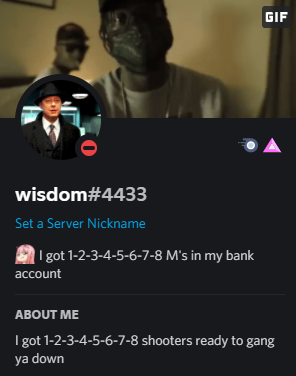 GIF
wisdom#4433
Set a Server Nickname
I got 1-2-3-4-5-6-7-8 M's in my bank
account
ABOUT ME
I got 1-2-3-4-5-6-7-8 shooters ready to gang
ya down